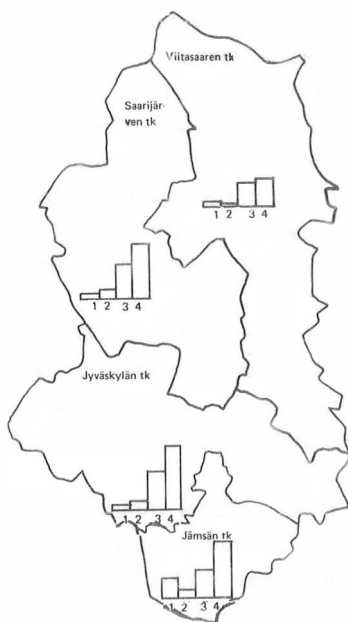 Viitasaaren tk
Saarijär-
ven tk
1 2 3 4
1 2 3 4
Jyväskylän tk
1 2 3 4
Jämsän tk
1 2 3 4